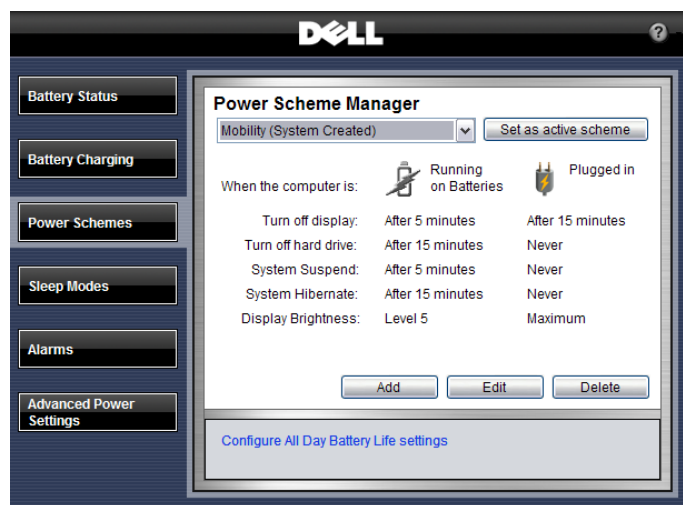 DELL
?
Battery Status
Battery Charging
Power Schemes
Sleep Modes
Alarms
Advanced Power
Settings
Power Scheme Manager
Mobility (System Created) Set as active scheme
When the computer is: Running on Batteries Plugged in
Turn off display: After 5 minutes After 15 minutes
Turn off hard drive: After 15 minutes Never
System Suspend: After 5 minutes Never
System Hibernate: After 15 minutes Never
Display Brightness: Level 5 Maximum
Add Edit Delete
Configure All Day Battery Life settings